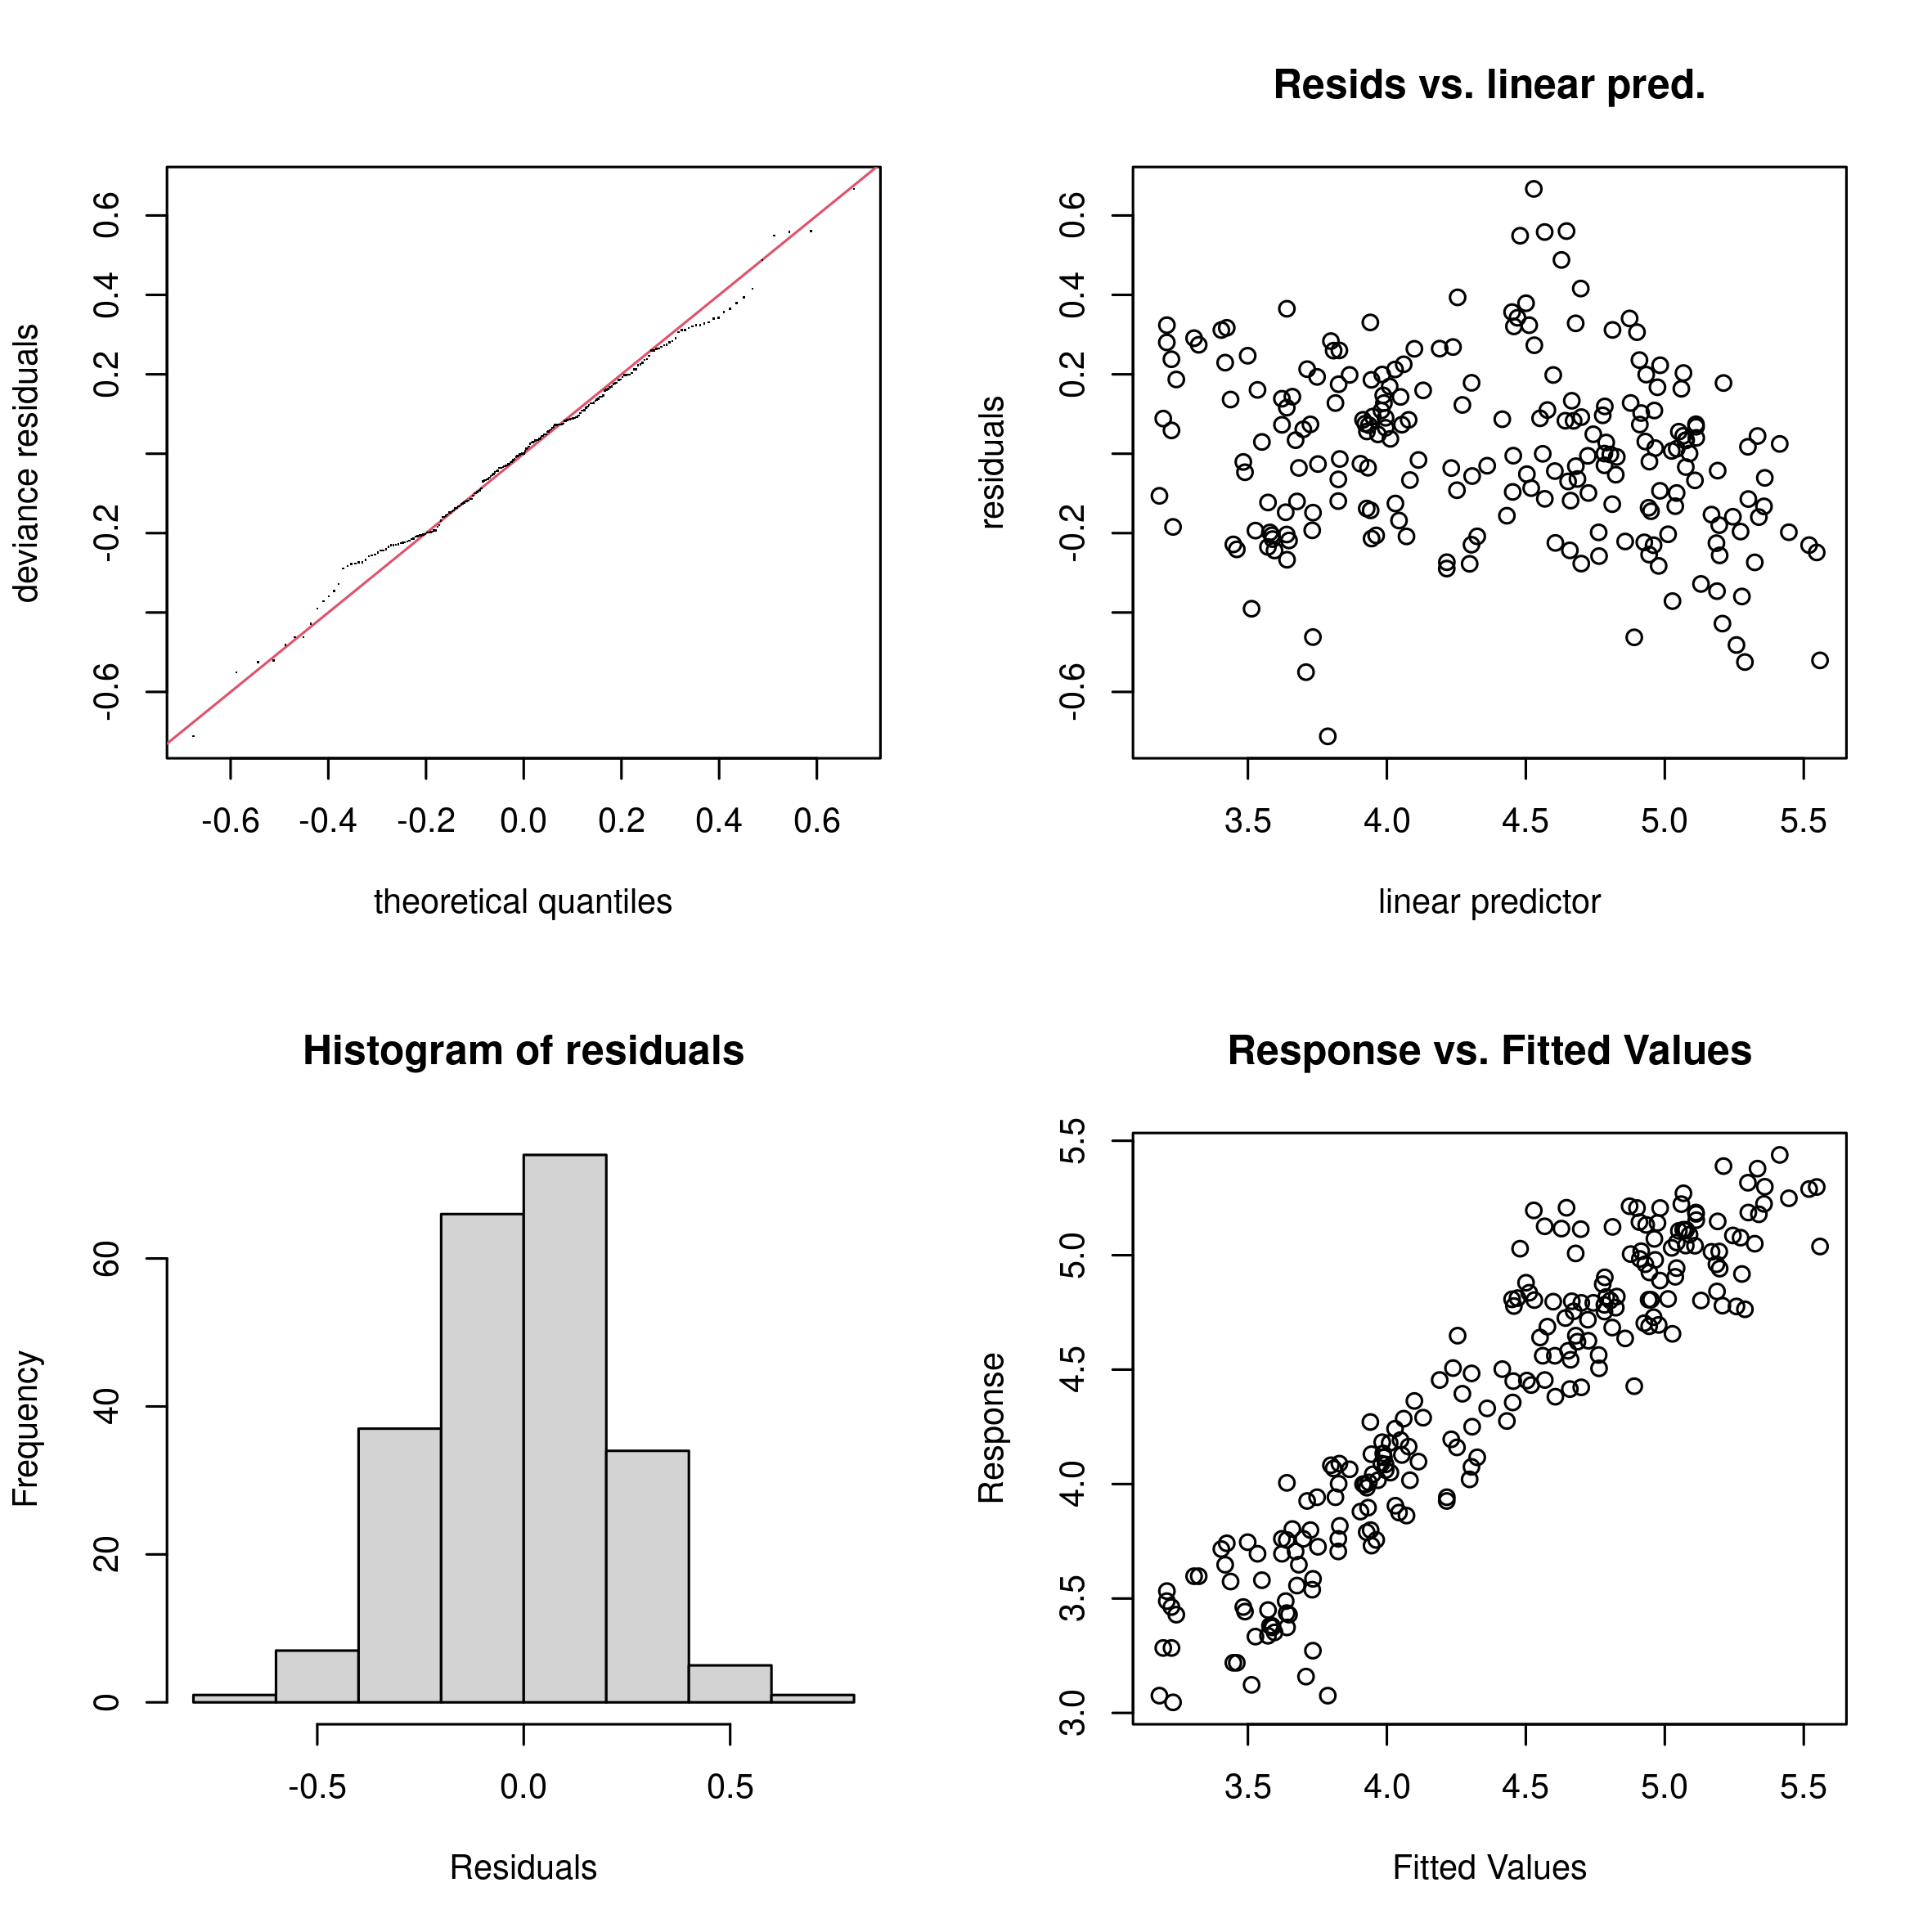 deviance residuals
0.6
0.4
0.2
-0.2
-0.6
-0.6 -0.4 -0.2 0.0 0.2 0.4 0.6
theoretical quantiles
Resids vs. linear pred.
residuals
0.6
0.4
0.2
-0.2
-0.6
3.5 4.0 4.5 5.0 5.5
linear predictor
Histogram of residuals
Frequency
60
40
20
0
-0.5 0.0 0.5
Residuals
Response vs. Fitted Values
Response
5.5
5.0
4.5
4.0
3.5
3.0
3.5 4.0 4.5 5.0 5.5
Fitted Values